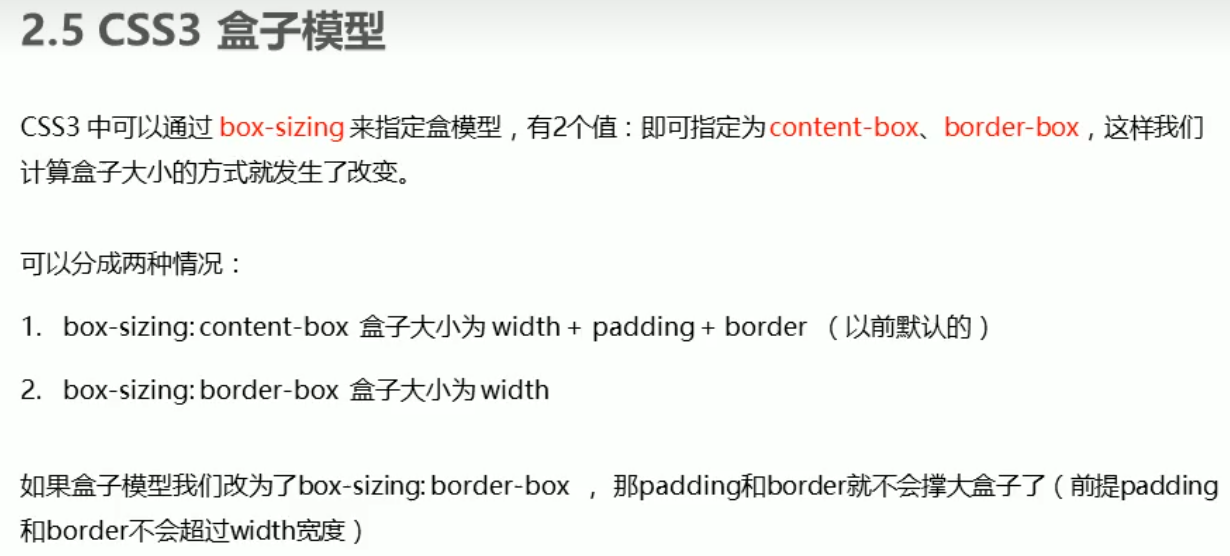 2.5 CSS3 盒子模型
CSS3 中可以通过 box-sizing 来指定盒模型，有2个值：即可指定为content-box、border-box，这样我们
计算盒子大小的方式就发生了改变。
可以分成两种情况：
1. box-sizing: content-box 盒子大小为 width + padding + border （以前默认的）
2. box-sizing: border-box 盒子大小为 width
如果盒子模型我们改为了box-sizing: border-box ， 那padding和border就不会撑大盒子了（前提padding
和border不会超过width宽度）